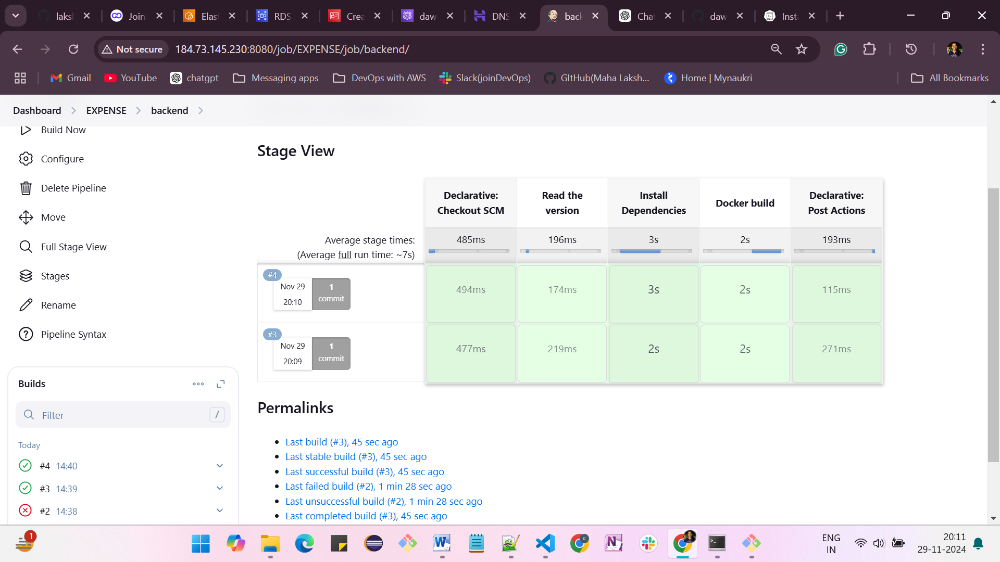 laksl
Join
Elas
RDS
Crea
daw
DNS
back
Cha
daw
Insta
Not secure
184.73.145.230:8080/job/EXPENSE/job/backend/
Gmail
YouTube
chatgpt
Messaging apps
DevOps with AWS
Slack(joinDevOps)
GItHub(Maha Laksh...
Home | Mynaukri
All Bookmarks
Dashboard
EXPENSE
backend
Build Now
Configure
Delete Pipeline
Move
Full Stage View
Stages
Rename
Pipeline Syntax
Builds
Filter
/
Today
#4 14:40
#3 14:39
#2 14:38
Stage View
Declarative:
Checkout SCM
Read the
version
Install
Dependencies
Docker build
Declarative:
Post Actions
Average stage times:
(Average full run time: ~7s)
485ms
196ms
3s
2s
193ms
#4
Nov 29
20:10
1
commit
494ms
174ms
3s
2s
115ms
#3
Nov 29
20:09
1
commit
477ms
219ms
2s
2s
271ms
Permalinks
Last build (#3), 45 sec ago
Last stable build (#3), 45 sec ago
Last successful build (#3), 45 sec ago
Last failed build (#2), 1 min 28 sec ago
Last unsuccessful build (#2), 1 min 28 sec ago
Last completed build (#3), 45 sec ago
1
ENG
IN
20:11
29-11-2024